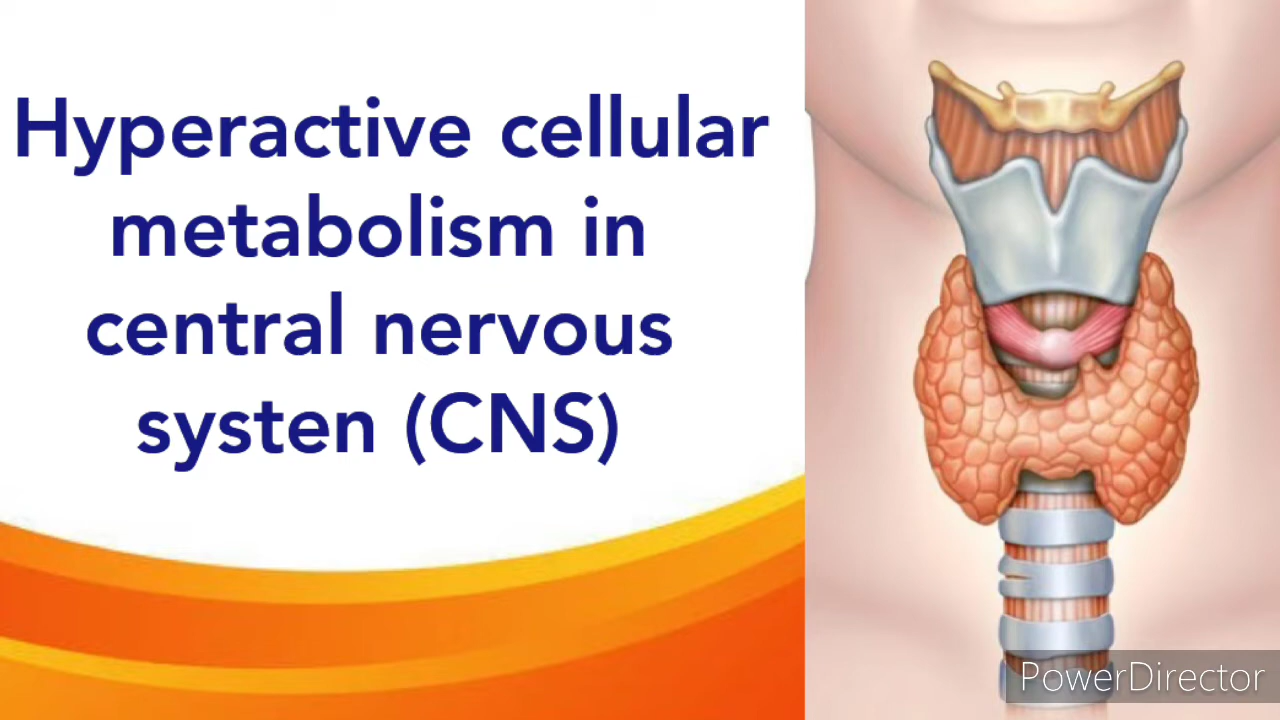 Hyperactive cellular
metabolism in
central nervous
systen (CNS)
PowerDirector